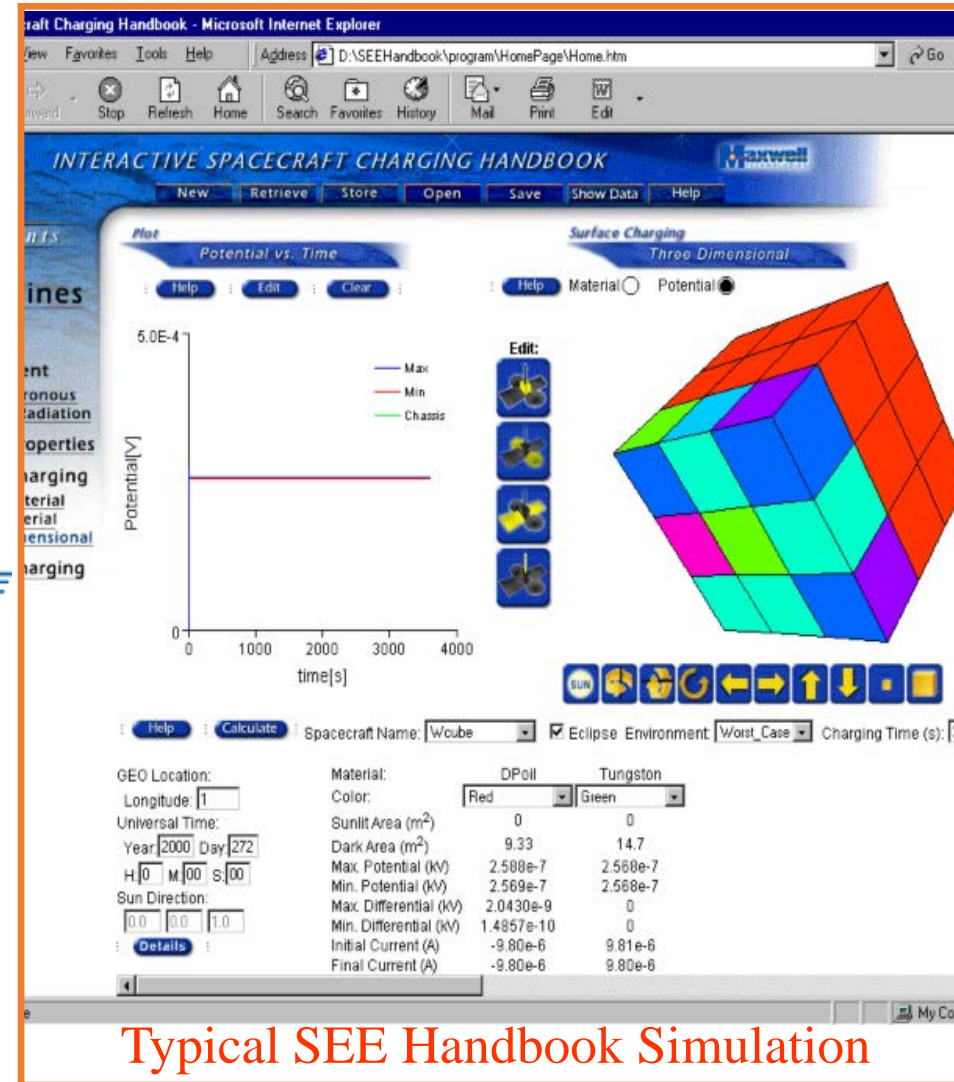 raft Charging Handbook - Microsoft Internet Explorer
View Favorites Tools Help Address D:\SEEHandbook\program\HomePage\Home.htm Go
Stop Refresh Home Search Favorites History Mail Print Edit
INTERACTIVE SPACECRAFT CHARGING HANDBOOK Maxwell
New Retrieve Store Open Save Show Data Help
nts
ines
ent
ronous
adiation
operties
harging
terial
erial
ensional
harging
Plot
Potential vs. Time
Help Edit Clear
Surface Charging
Three Dimensional
Help Material Potential
5.0E-4
Max
Min
Chassis
Potential[V]
0
0 1000 2000 3000 4000
time[s]
Edit:
SUN
Help Calculate Spacecraft Name: Wcube Eclipse Environment Worst_Case Charging Time (s):
GEO Location:
Longitude: 1
Universal Time:
Year: 2000 Day: 272
H: 0 M: 00 S: 00
Sun Direction:
0.0 0.0 1.0
Details
Material: DPoil Tungston
Color: Red Green
Sunlit Area (m²) 0 0
Dark Area (m²) 9.33 14.7
Max. Potential (kV) 2.588e-7 2.568e-7
Min. Potential (kV) 2.569e-7 2.568e-7
Max. Differential (kV) 2.0430e-9 0
Min. Differential (kV) 1.4857e-10 0
Initial Current (A) -9.80e-6 9.81e-6
Final Current (A) -9.80e-6 9.80e-6
My Co
Typical SEE Handbook Simulation